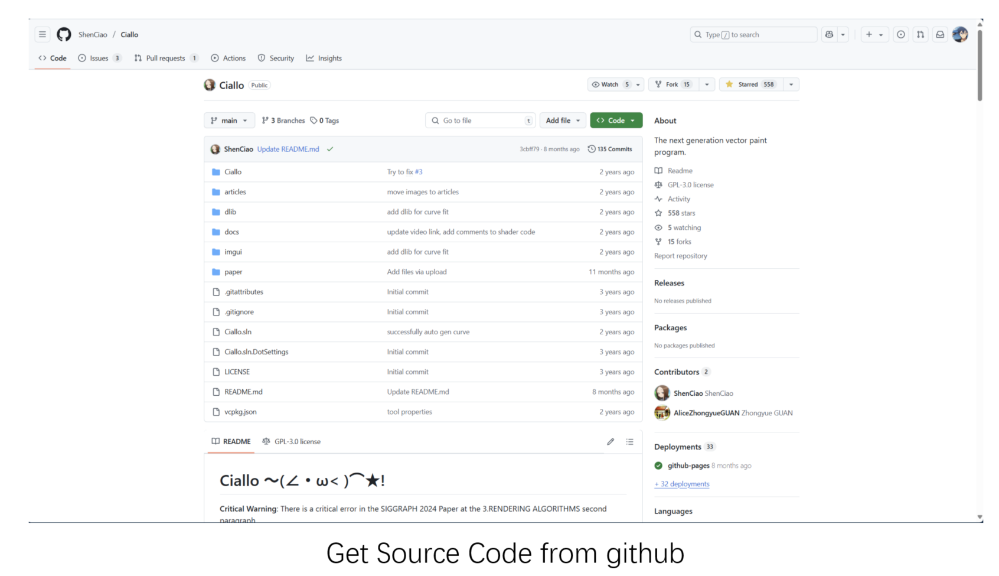 ShenCiao / Ciallo
Type / to search
Code Issues 3 Pull requests 1 Actions Security Insights
Ciallo Public
Watch 5 Fork 15 Starred 558
main 3 Branches 0 Tags Go to file t Add file Code
ShenCiao Update README.md 3cbff79 · 8 months ago 135 Commits
Ciallo Try to fix #3 2 years ago
articles move images to articles 2 years ago
dlib add dlib for curve fit 2 years ago
docs update video link, add comments to shader code 2 years ago
imgui add dlib for curve fit 2 years ago
paper Add files via upload 11 months ago
.gitattributes Initial commit 3 years ago
.gitignore Initial commit 3 years ago
Ciallo.sln successfully auto gen curve 2 years ago
Ciallo.sln.DotSettings Initial commit 3 years ago
LICENSE Initial commit 3 years ago
README.md Update README.md 8 months ago
vcpkg.json tool properties 2 years ago
README GPL-3.0 license
Ciallo ～(∠・ω< )⌒★!
Critical Warning: There is a critical error in the SIGGRAPH 2024 Paper at the 3.RENDERING ALGORITHMS second
paragraph
About
The next generation vector paint
program.
Readme
GPL-3.0 license
Activity
558 stars
5 watching
15 forks
Report repository
Releases
No releases published
Packages
No packages published
Contributors 2
ShenCiao ShenCiao
AliceZhongyueGUAN Zhongyue GUAN
Deployments 33
github-pages 8 months ago
+ 32 deployments
Languages
Get Source Code from github